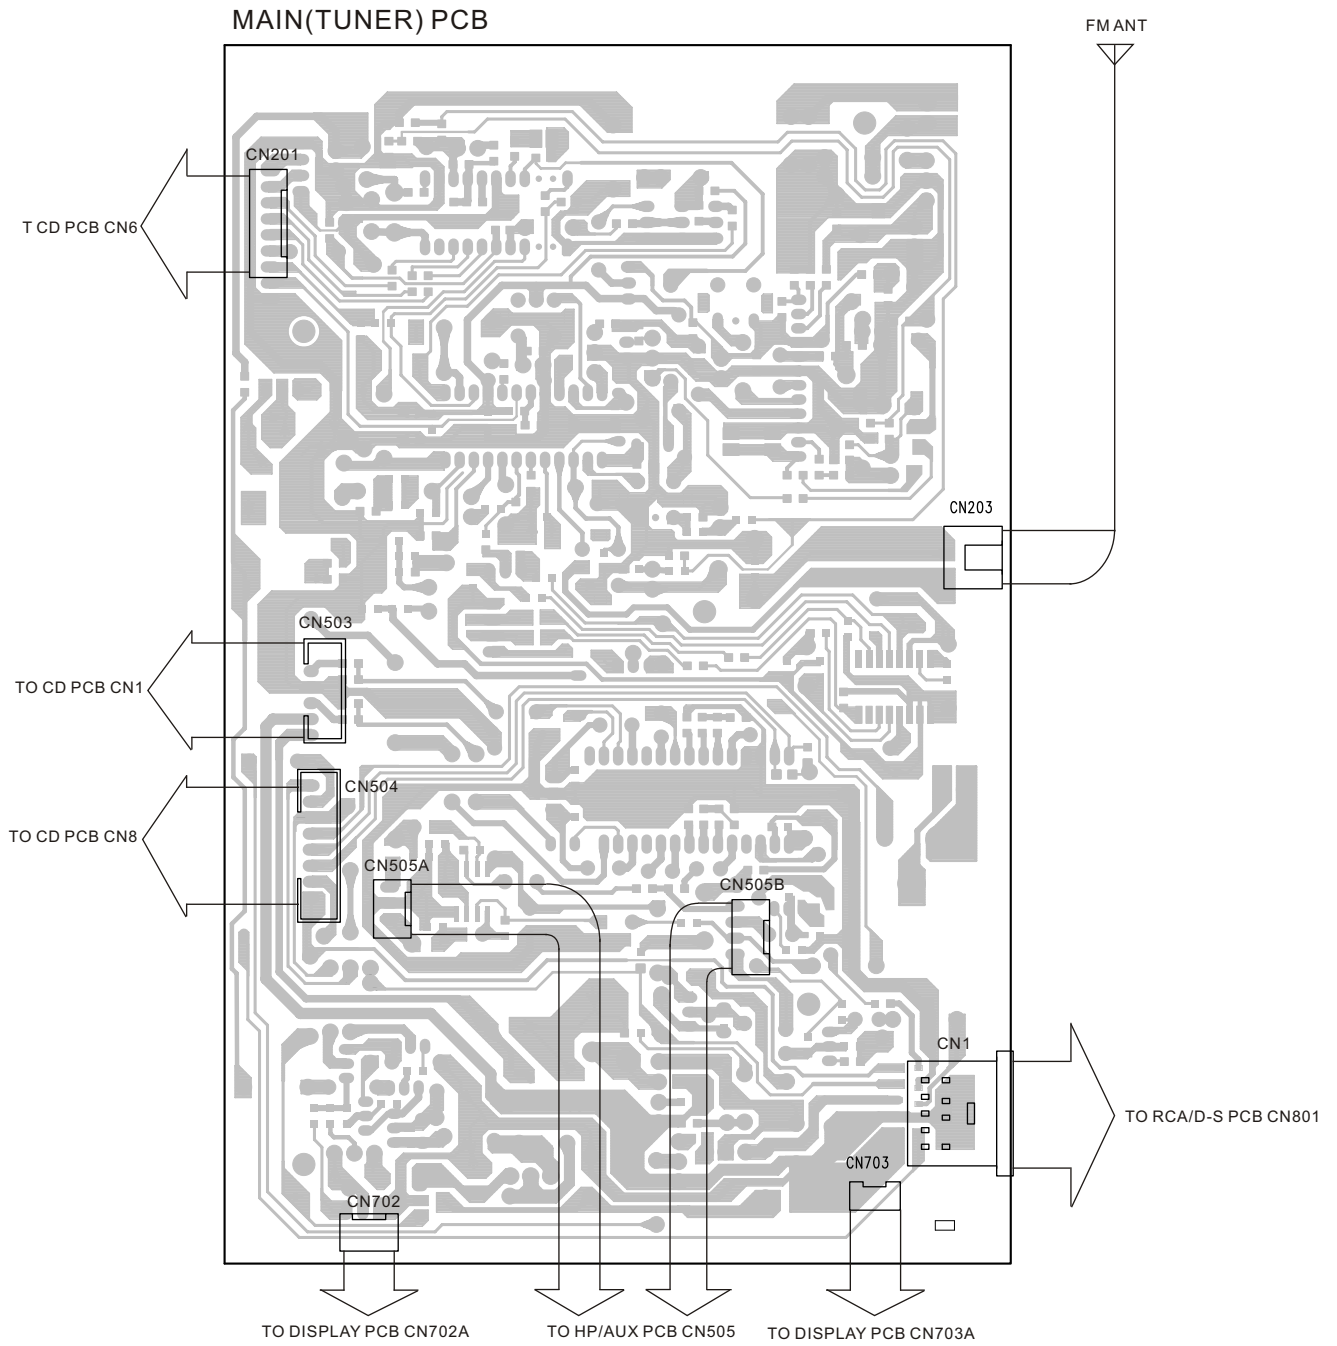 MAIN(TUNER) PCB
FM ANT
CN201
T CD PCB CN6
CN203
CN503
TO CD PCB CN1
CN504
TO CD PCB CN8
CN505A
CN505B
CN1
TO RCA/D-S PCB CN801
CN703
CN702
TO DISPLAY PCB CN702A
TO HP/AUX PCB CN505
TO DISPLAY PCB CN703A